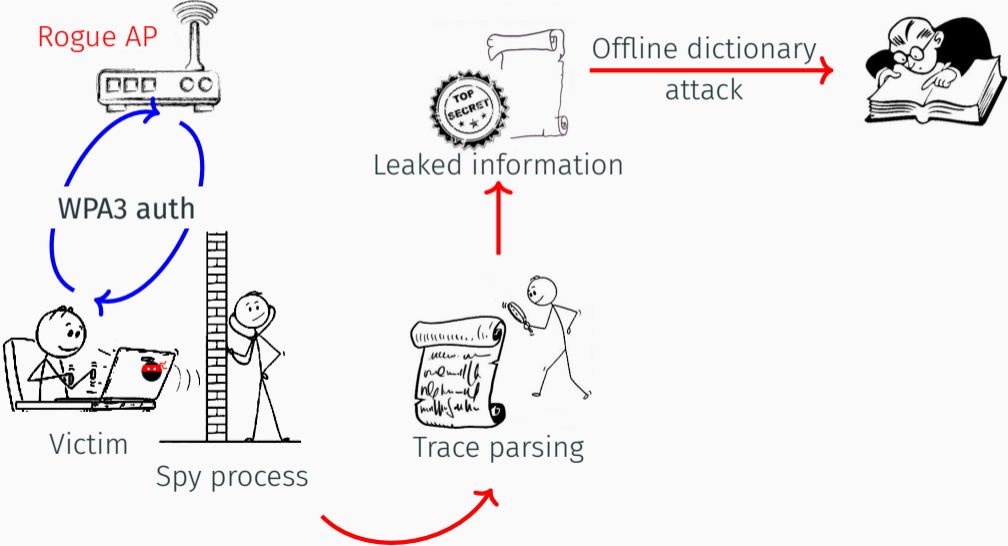 Rogue AP
WPA3 auth
Victim
Spy process
Trace parsing
TOP
SECRET
Leaked information
Offline dictionary
attack